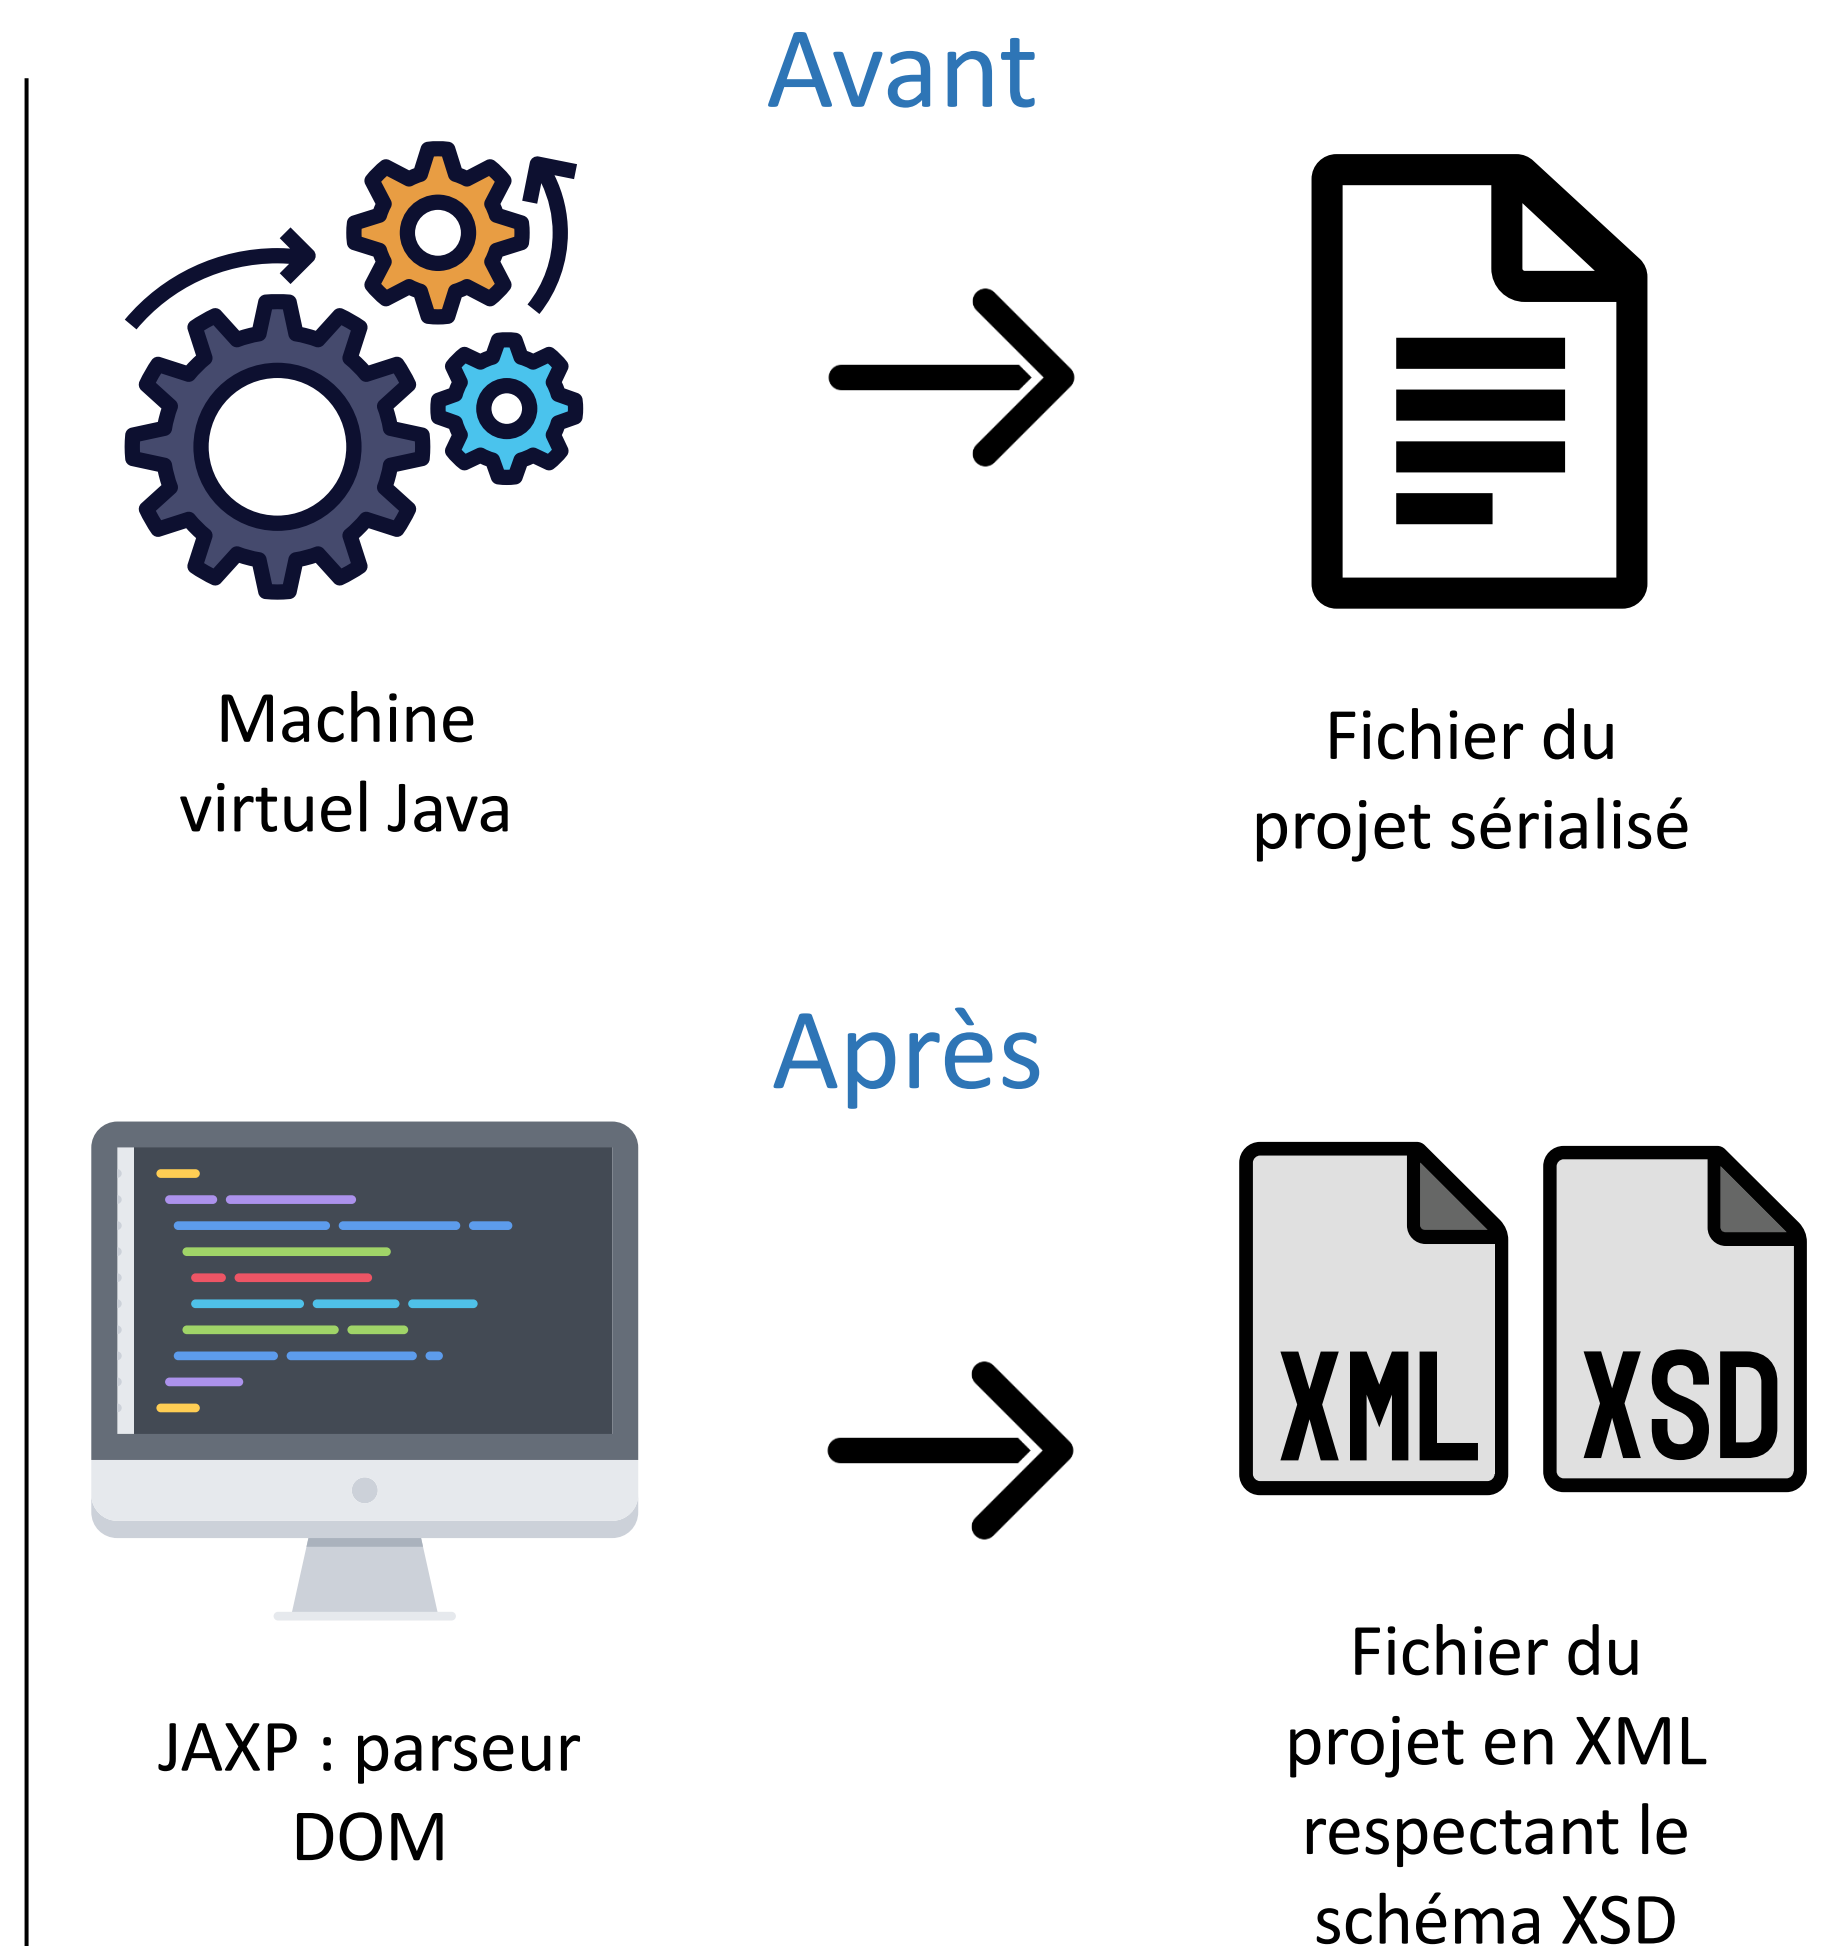 Avant
Machine
virtuel Java
Fichier du
projet sérialisé
Après
XML
XSD
JAXP : parseur
DOM
Fichier du
projet en XML
respectant le
schéma XSD